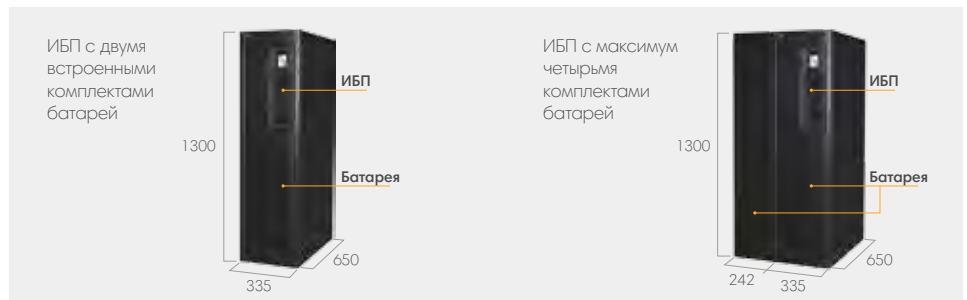 ИБП с двумя
встроенными
комплектами
батарей
ИБП
1300
Батарея
650
335
ИБП с максимум
четырьмя
комплектами
батарей
ИБП
1300
Батарея
650
242
335